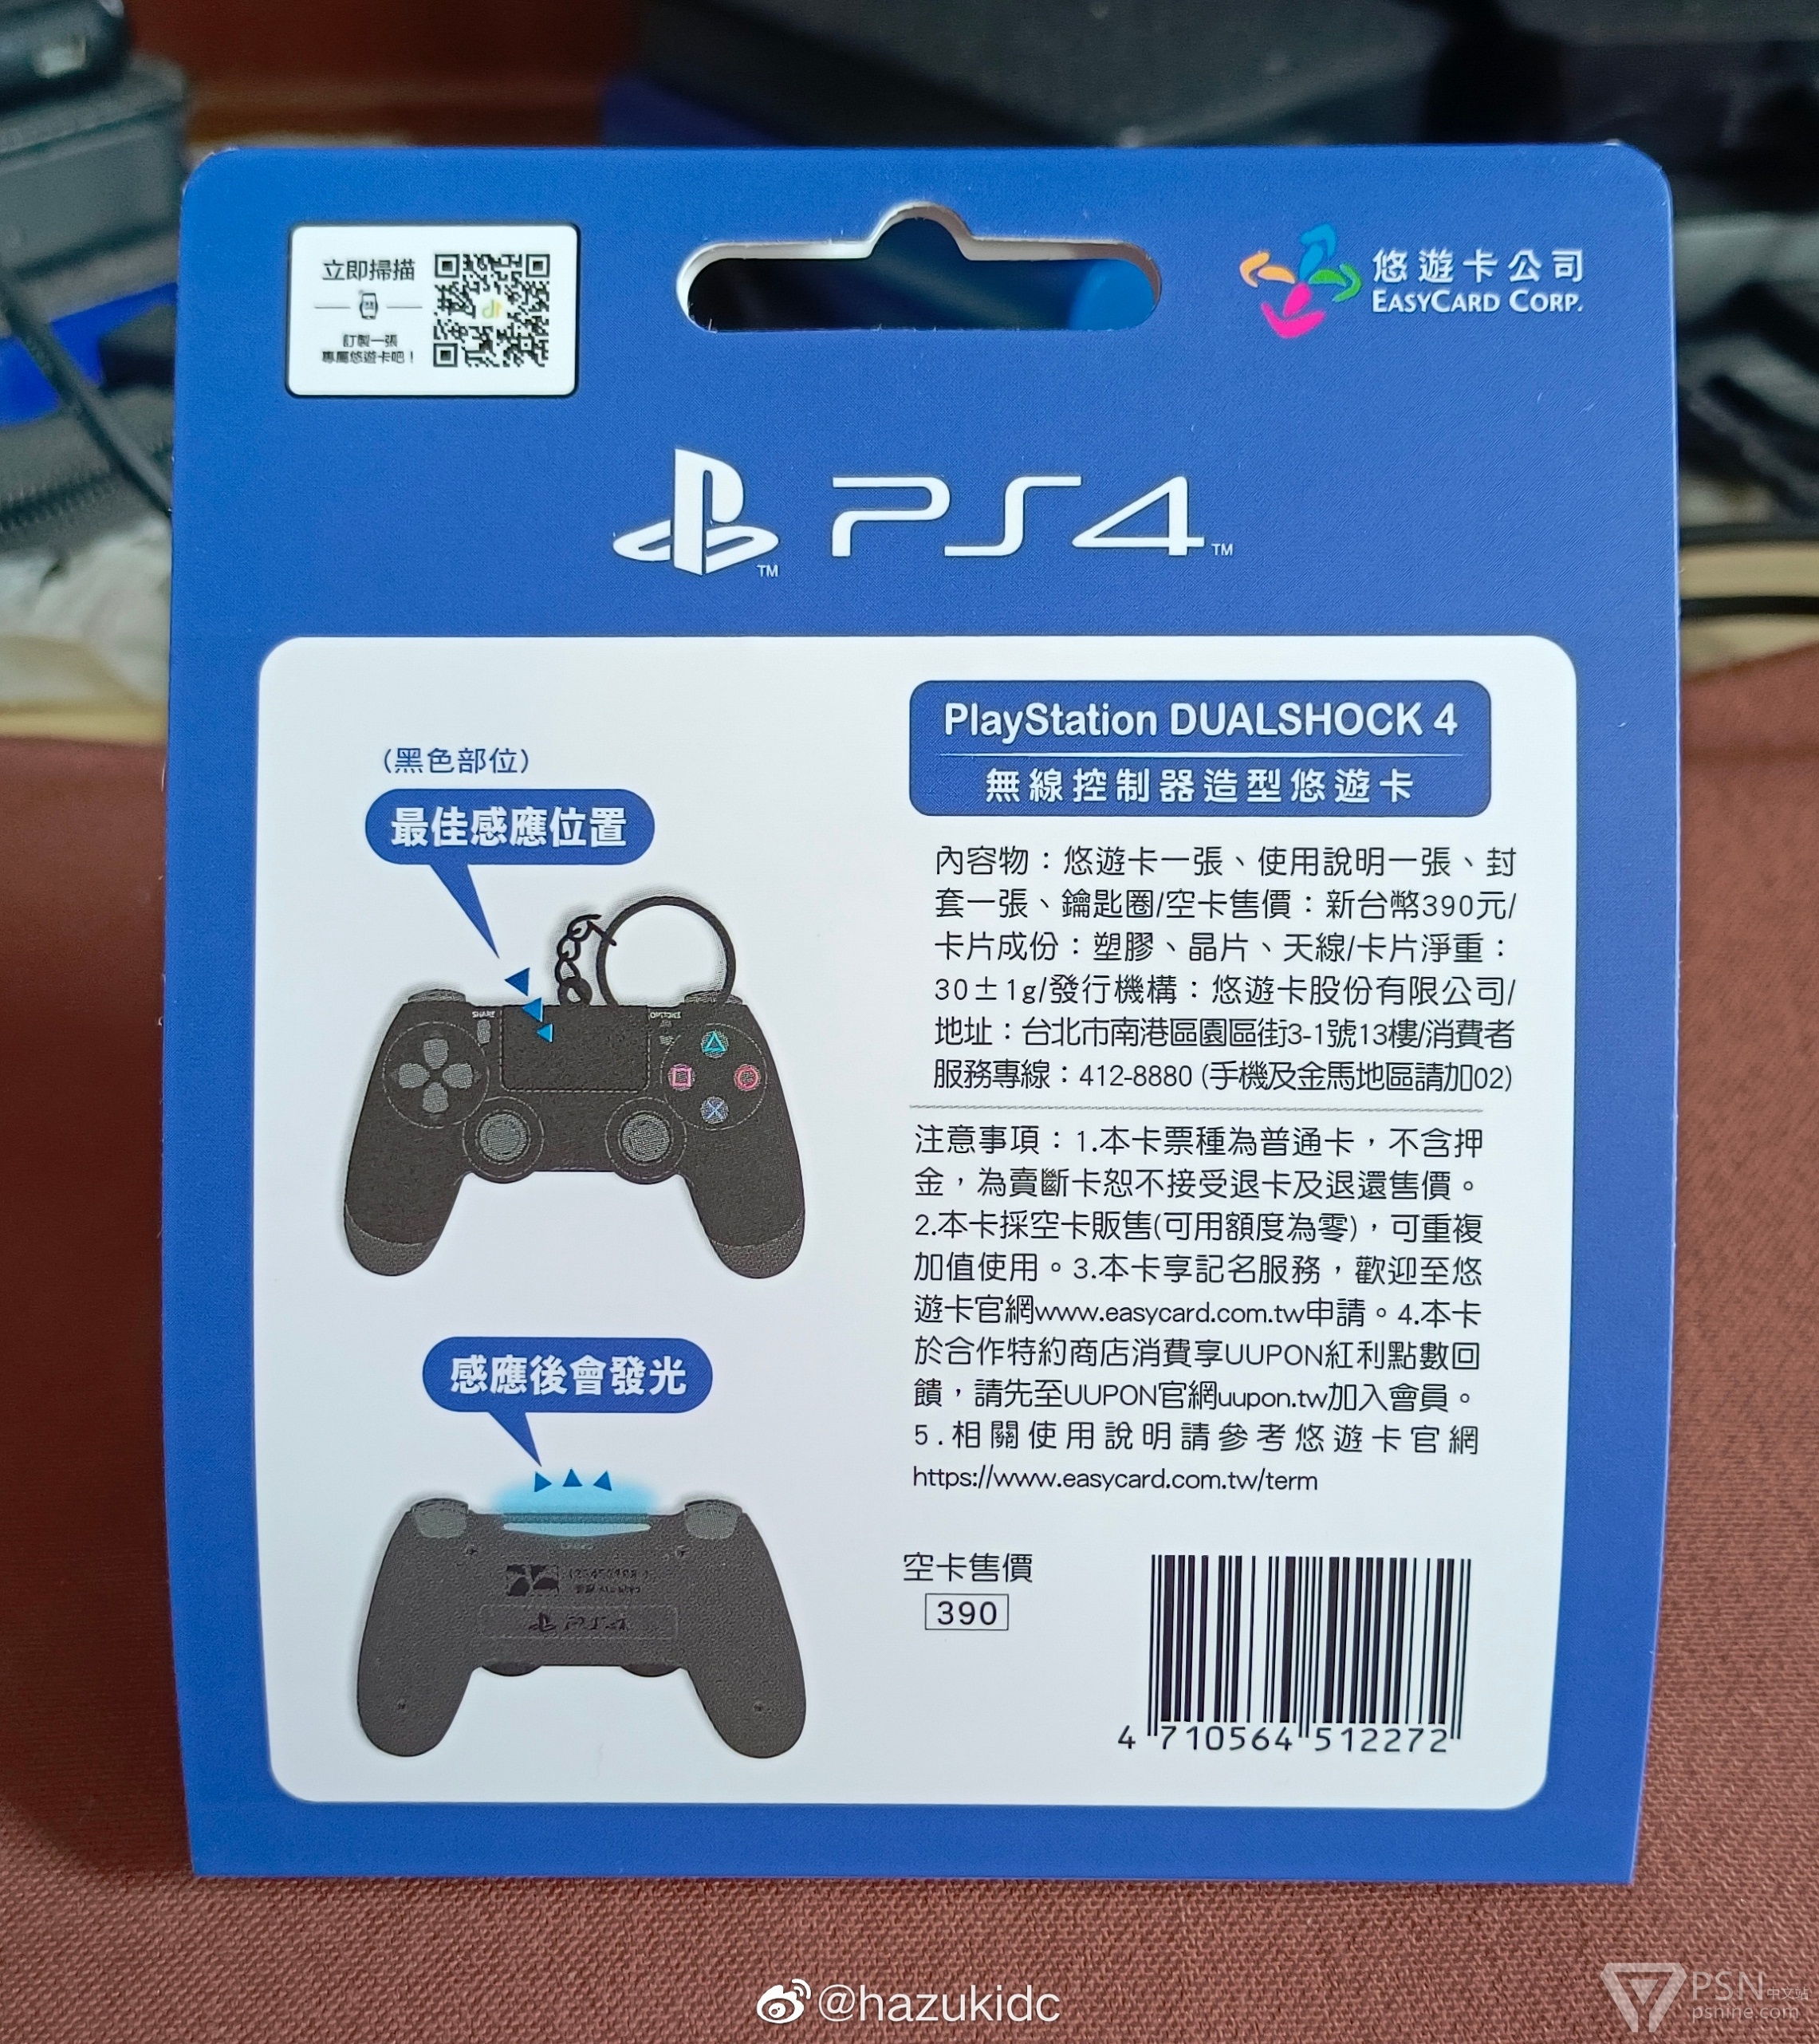 立即掃描
訂製一張
專屬悠遊卡吧！
悠遊卡公司
EASYCARD CORP.
PS4™
（黑色部位）
最佳感應位置
SHARE
OPTIONS
感應後會發光
PlayStation DUALSHOCK 4
無線控制器造型悠遊卡
內容物：悠遊卡一張、使用說明一張、封
套一張、鑰匙圈/空卡售價：新台幣390元/
卡片成份：塑膠、晶片、天線/卡片淨重：
30±1g/發行機構：悠遊卡股份有限公司/
地址：台北市南港區園區街3-1號13樓/消費者
服務專線：412-8880 (手機及金馬地區請加02)
注意事項：1.本卡票種為普通卡，不含押
金，為賣斷卡恕不接受退卡及退還售價。
2.本卡採空卡販售(可用額度為零)，可重複
加值使用。3.本卡享記名服務，歡迎至悠
遊卡官網www.easycard.com.tw申請。4.本卡
於合作特約商店消費享UUPON紅利點數回
饋，請先至UUPON官網uupon.tw加入會員。
5.相關使用說明請參考悠遊卡官網
https://www.easycard.com.tw/term
空卡售價
390
4 710564 512272
PS4
@hazukidc
PSN中文站
psnine.com